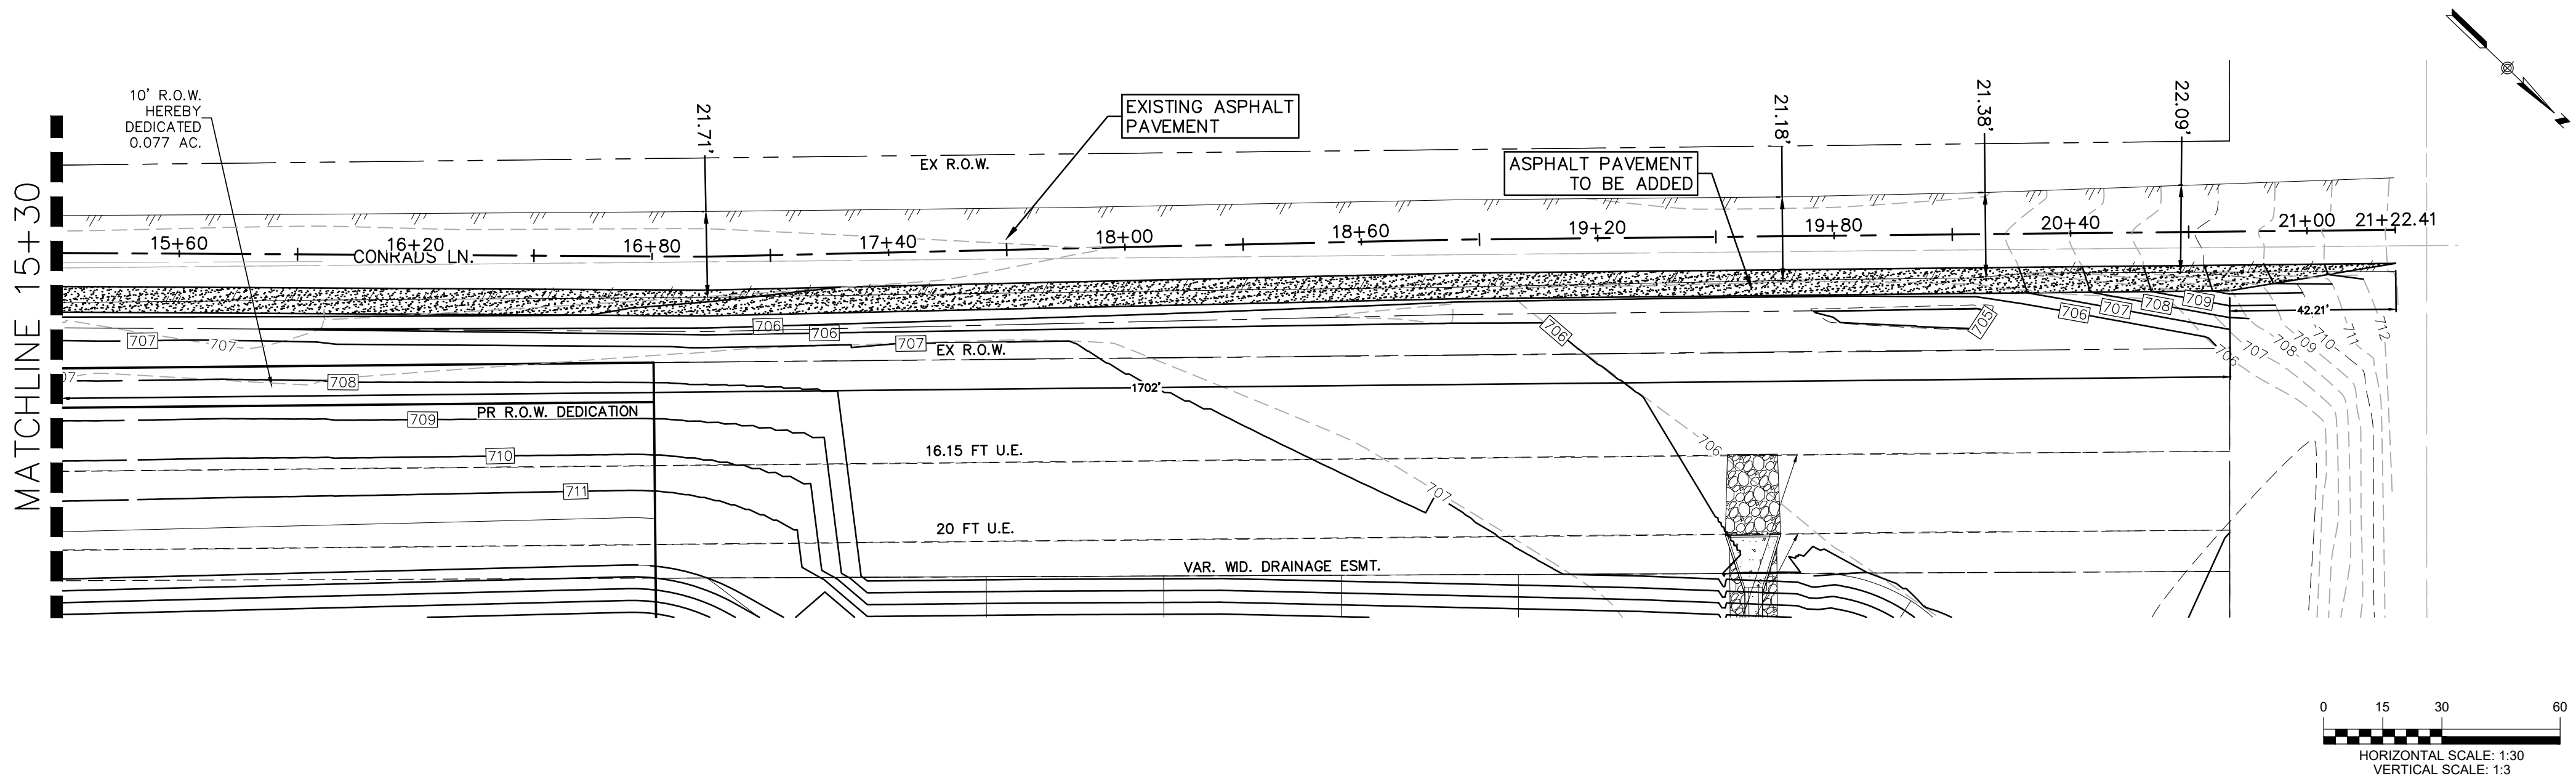 10' R.O.W.
HEREBY
DEDICATED
0.077 AC.
21.71'
EXISTING ASPHALT
PAVEMENT
EX R.O.W.
ASPHALT PAVEMENT
TO BE ADDED
21.18'
21.38'
22.09'
N
MATCHLINE 15+30
15+60
16+20
16+80
17+40
18+00
18+60
19+20
19+80
20+40
21+00
21+22.41
CONRADS LN.
706
706
707
707
707
EX R.O.W.
706
705
706
707
708
709
42.21'
706
707
708
709
710
711
712
07
708
1702'
PR R.O.W. DEDICATION
709
710
711
16.15 FT U.E.
706
707
20 FT U.E.
VAR. WID. DRAINAGE ESMT.
0 15 30 60
HORIZONTAL SCALE: 1:30
VERTICAL SCALE: 1:3